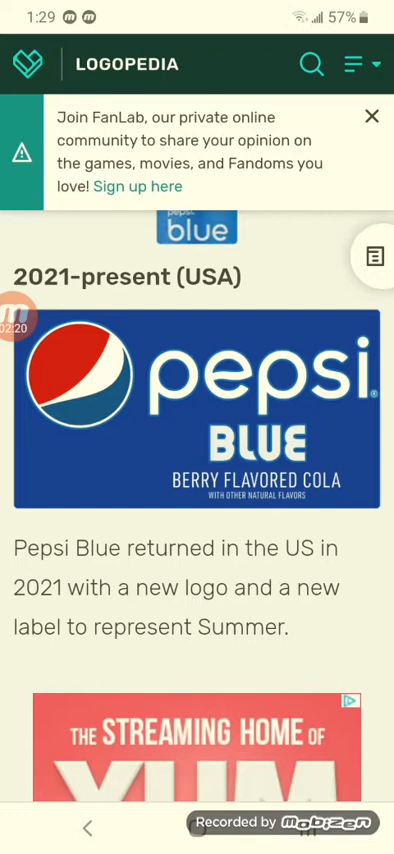 1:29
57%
LOGOPEDIA
Join FanLab, our private online
community to share your opinion on
the games, movies, and Fandoms you
love! Sign up here
pepsi
blue
2021-present (USA)
02:20
pepsi®
BLUE
BERRY FLAVORED COLA
WITH OTHER NATURAL FLAVORS
Pepsi Blue returned in the US in
2021 with a new logo and a new
label to represent Summer.
THE STREAMING HOME OF
YUM
Recorded by mobizen